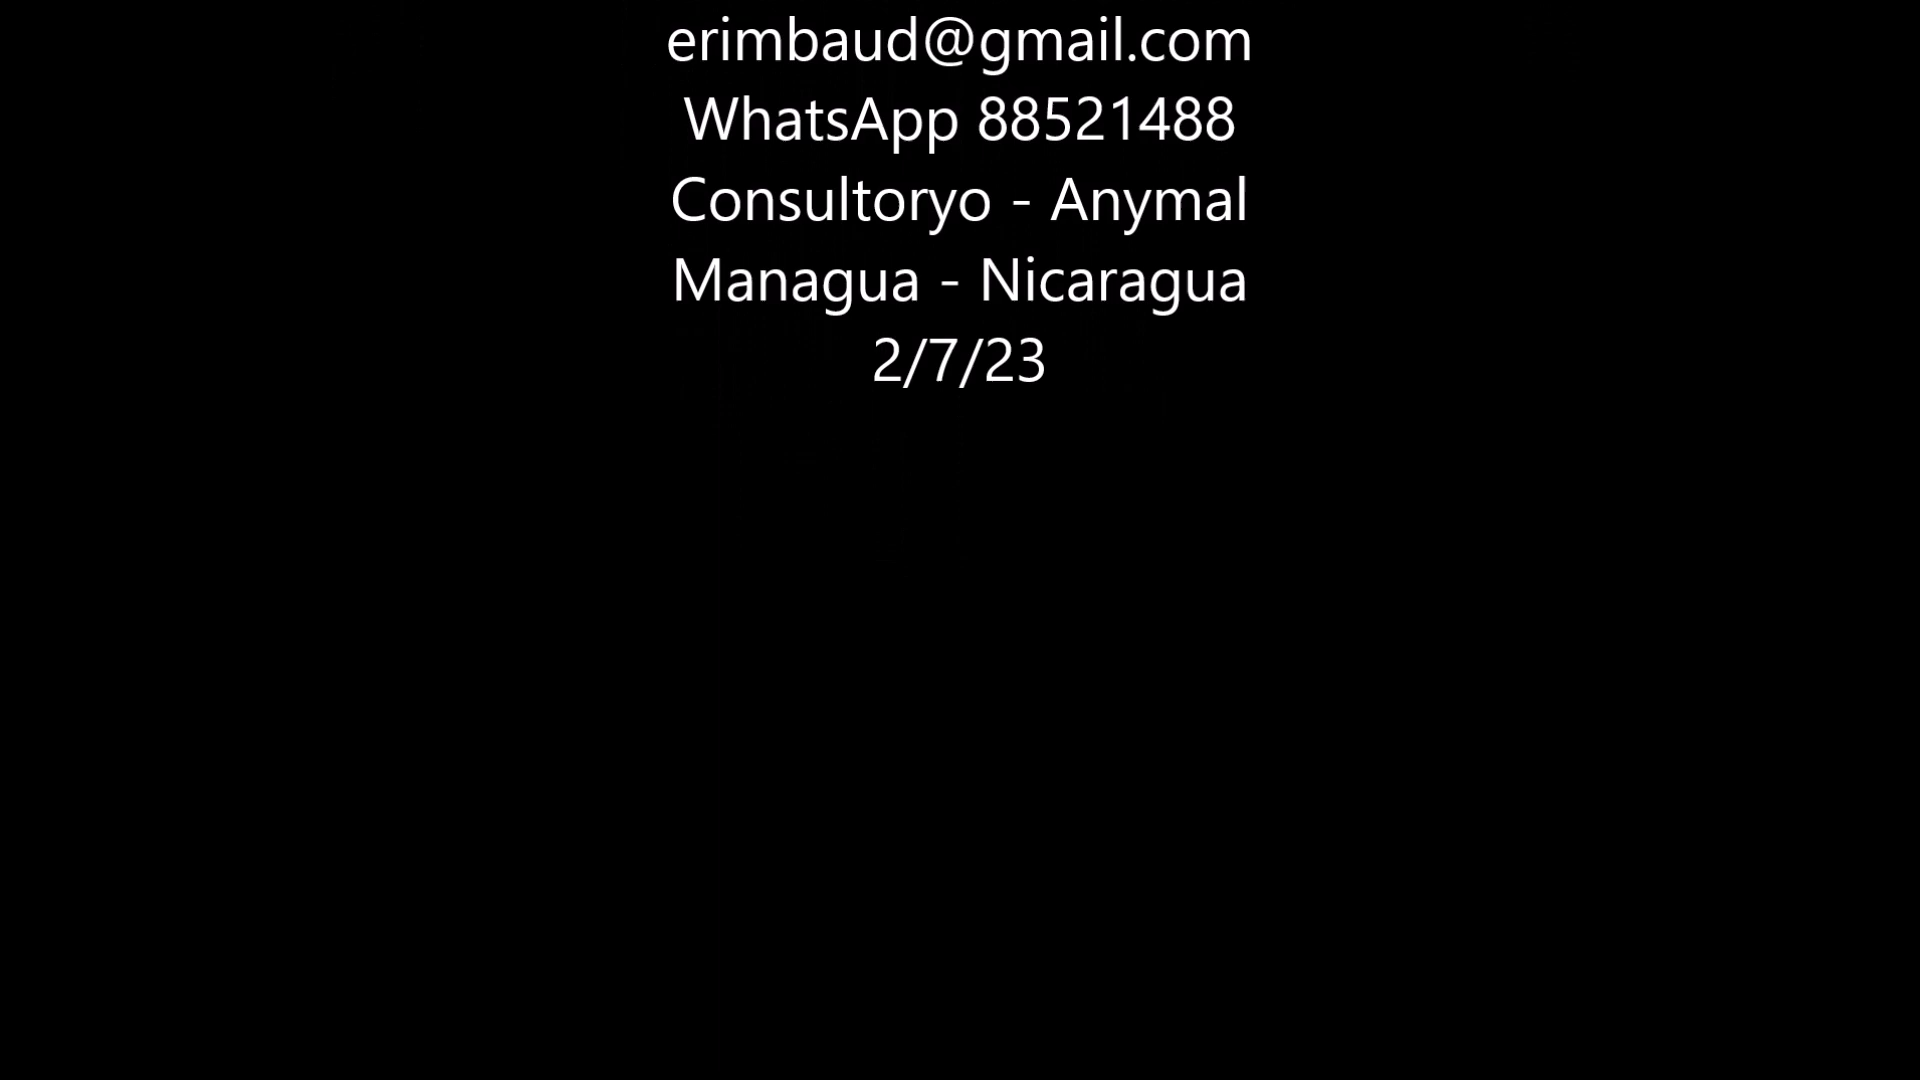 erimbaud@gmail.com
WhatsApp 88521488
Consultoryo - Anymal
Managua - Nicaragua
2/7/23